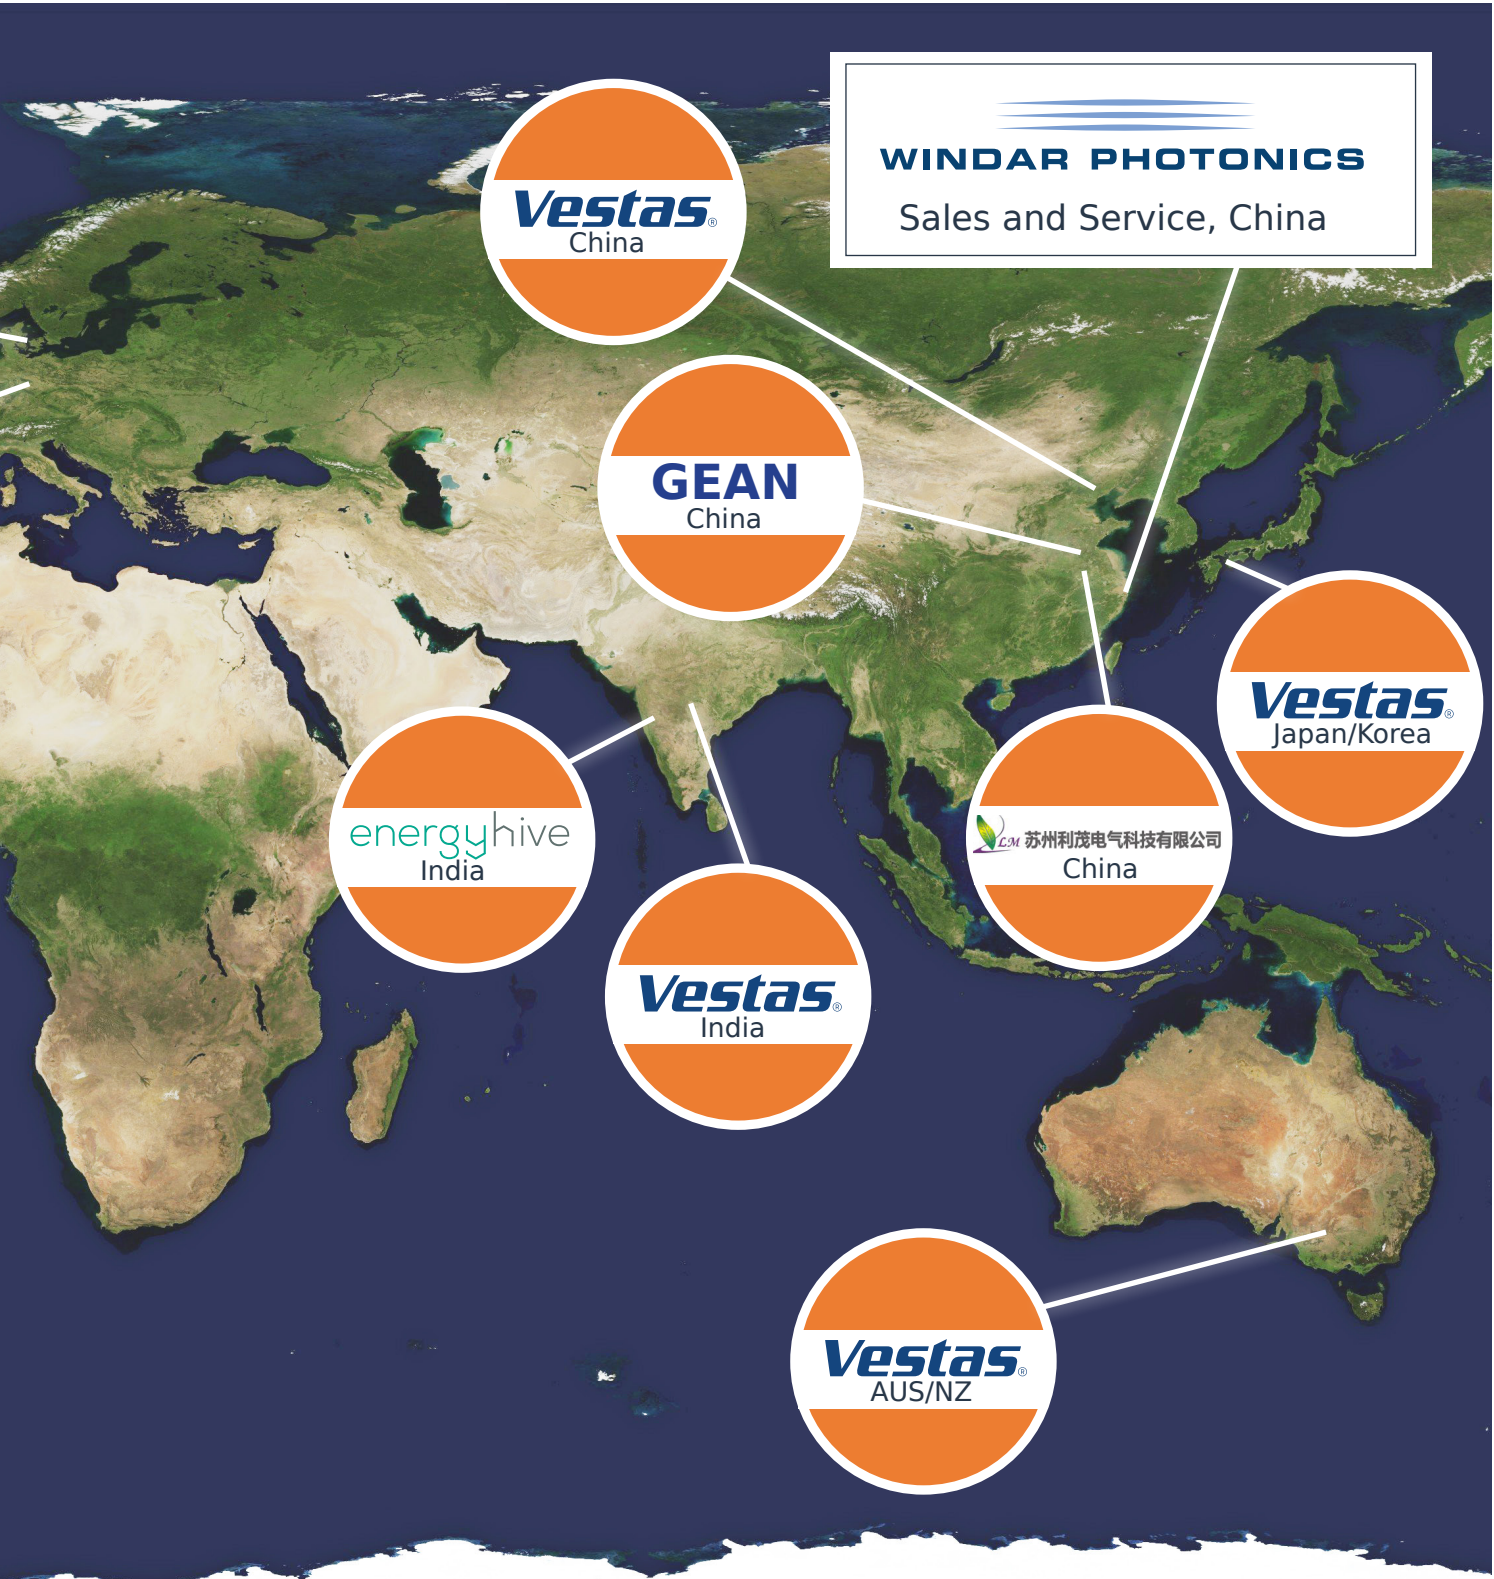 WINDAR PHOTONICS
Sales and Service, China
Vestas®
China
GEAN
China
Vestas®
Japan/Korea
energyhive
India
LM 苏州利茂电气科技有限公司
China
Vestas®
India
Vestas®
AUS/NZ